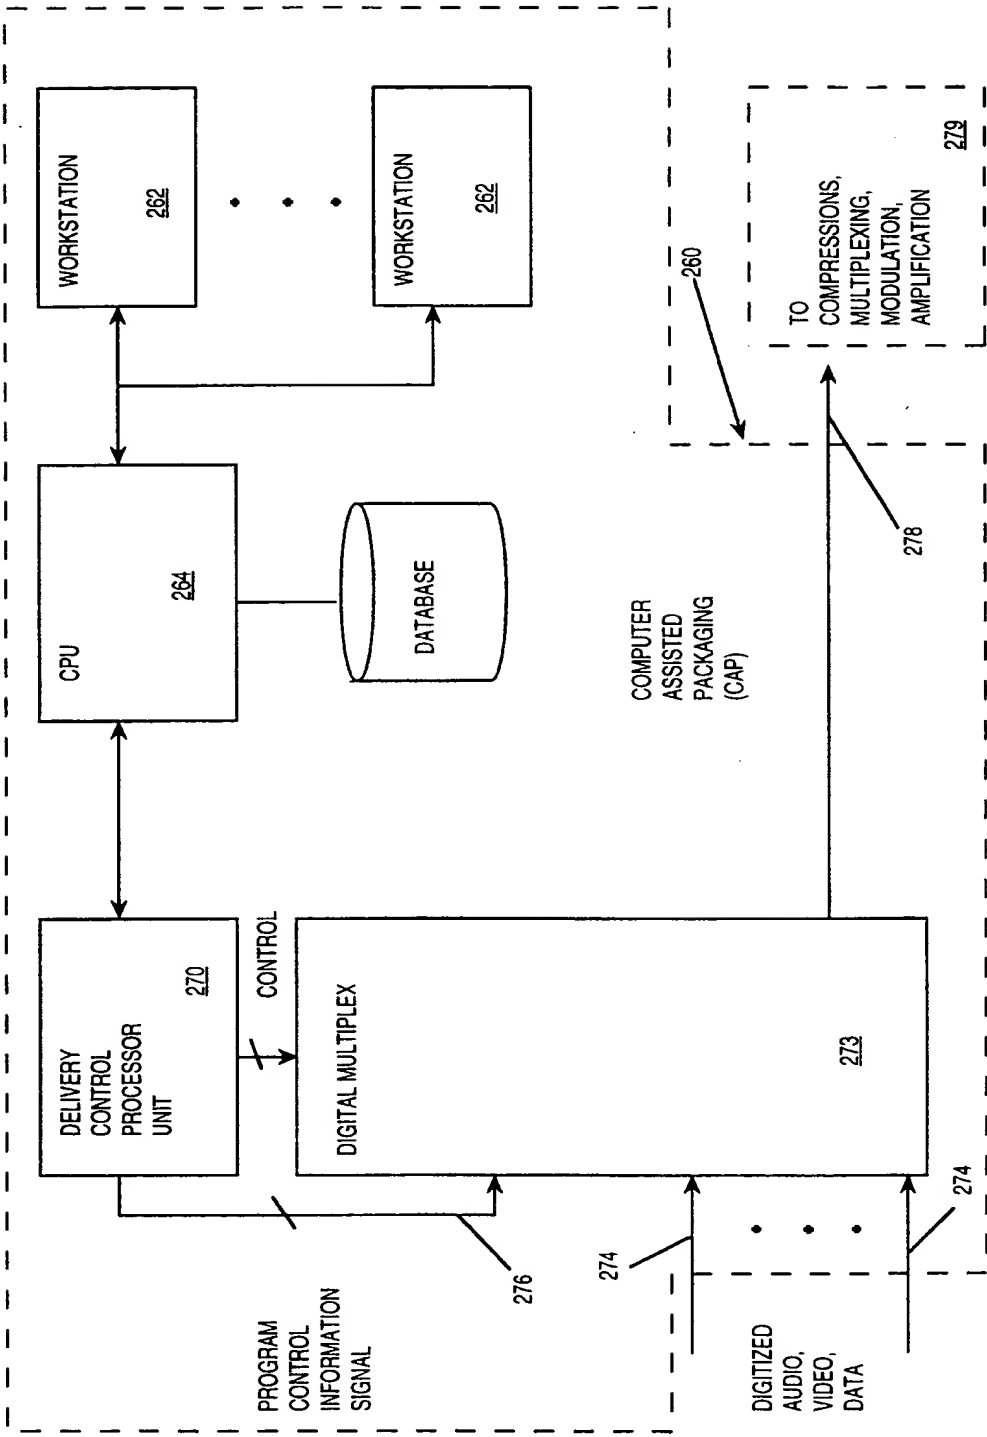 DELIVERY
CONTROL
PROCESSOR
UNIT
270
CPU
264
WORKSTATION
262
WORKSTATION
262
DATABASE
CONTROL
DIGITAL MULTIPLEX
273
PROGRAM
CONTROL
INFORMATION
SIGNAL
276
274
274
DIGITIZED
AUDIO,
VIDEO,
DATA
COMPUTER
ASSISTED
PACKAGING
(CAP)
260
278
TO
COMPRESSIONS,
MULTIPLEXING,
MODULATION,
AMPLIFICATION
279